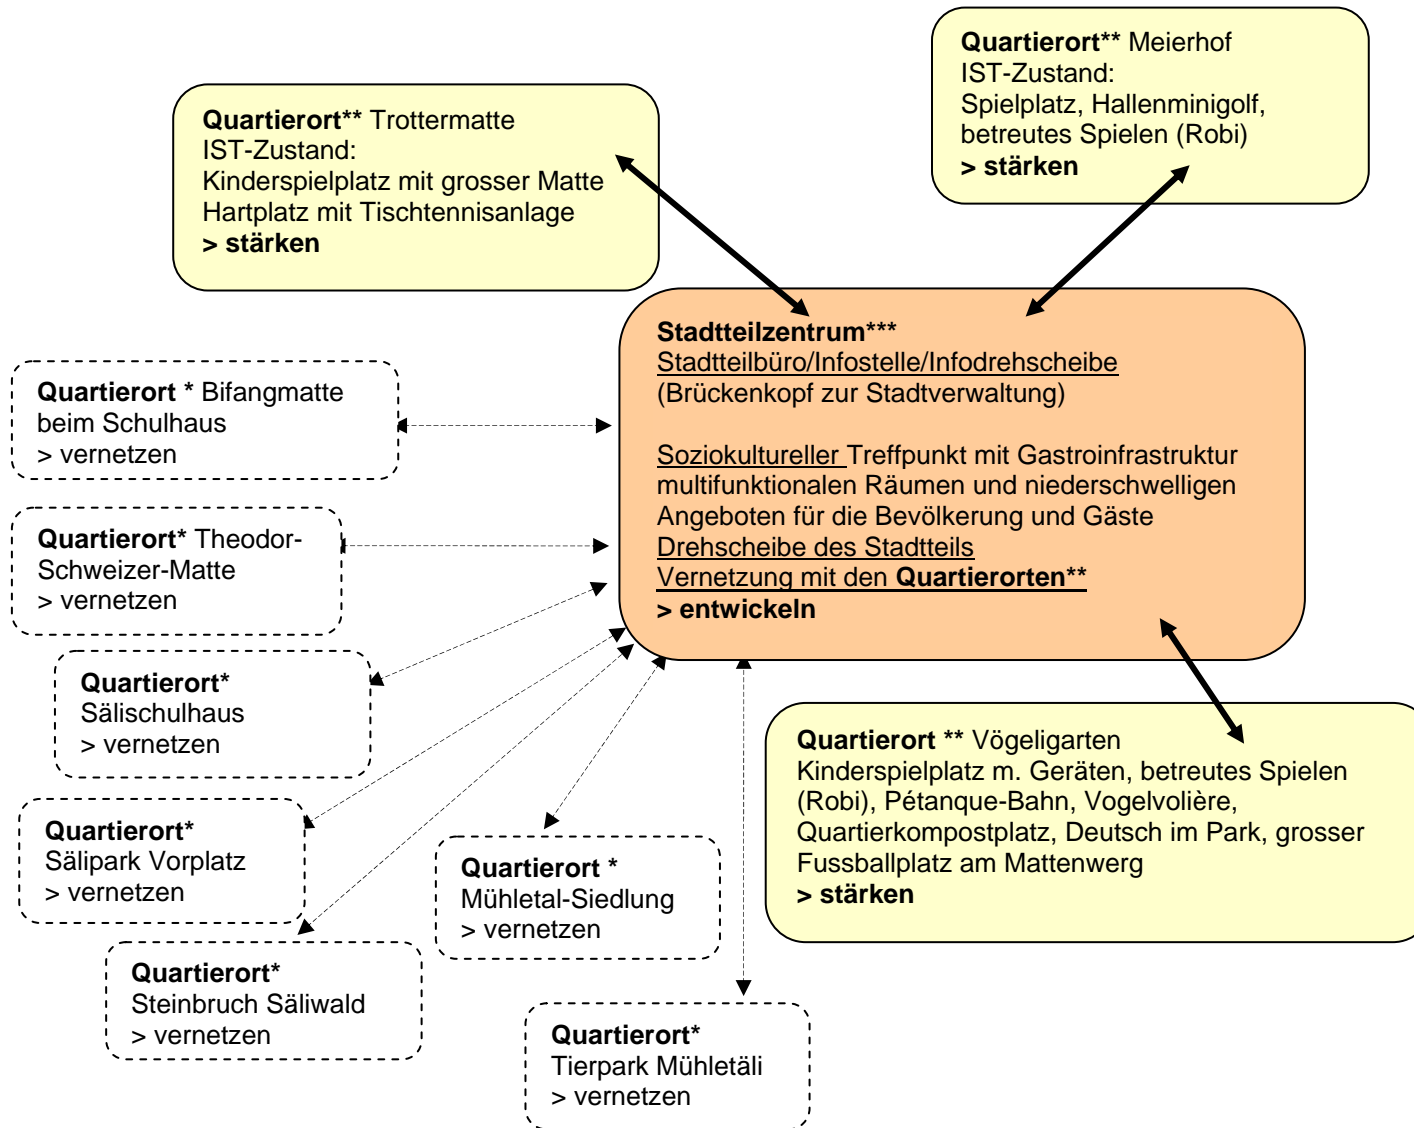 Quartierort** Meierhof
IST-Zustand:
Spielplatz, Hallenminigolf,
betreutes Spielen (Robi)
> stärken
Quartierort** Trottermatte
IST-Zustand:
Kinderspielplatz mit grosser Matte
Hartplatz mit Tischtennisanlage
> stärken
Stadtteilzentrum***
Stadtteilbüro/Infostelle/Infodrehscheibe
(Brückenkopf zur Stadtverwaltung)
Soziokultureller Treffpunkt mit Gastroinfrastruktur
multifunktionalen Räumen und niederschwelligen
Angeboten für die Bevölkerung und Gäste
Drehscheibe des Stadtteils
Vernetzung mit den Quartierorten**
> entwickeln
Quartierort * Bifangmatte
beim Schulhaus
> vernetzen
Quartierort* Theodor-
Schweizer-Matte
> vernetzen
Quartierort*
Sälischulhaus
> vernetzen
Quartierort*
Sälipark Vorplatz
> vernetzen
Quartierort*
Steinbruch Säliwald
> vernetzen
Quartierort *
Mühletal-Siedlung
> vernetzen
Quartierort*
Tierpark Mühletäli
> vernetzen
Quartierort ** Vögeligarten
Kinderspielplatz m. Geräten, betreutes Spielen
(Robi), Pétanque-Bahn, Vogelvolière,
Quartierkompostplatz, Deutsch im Park, grosser
Fussballplatz am Mattenwerg
> stärken